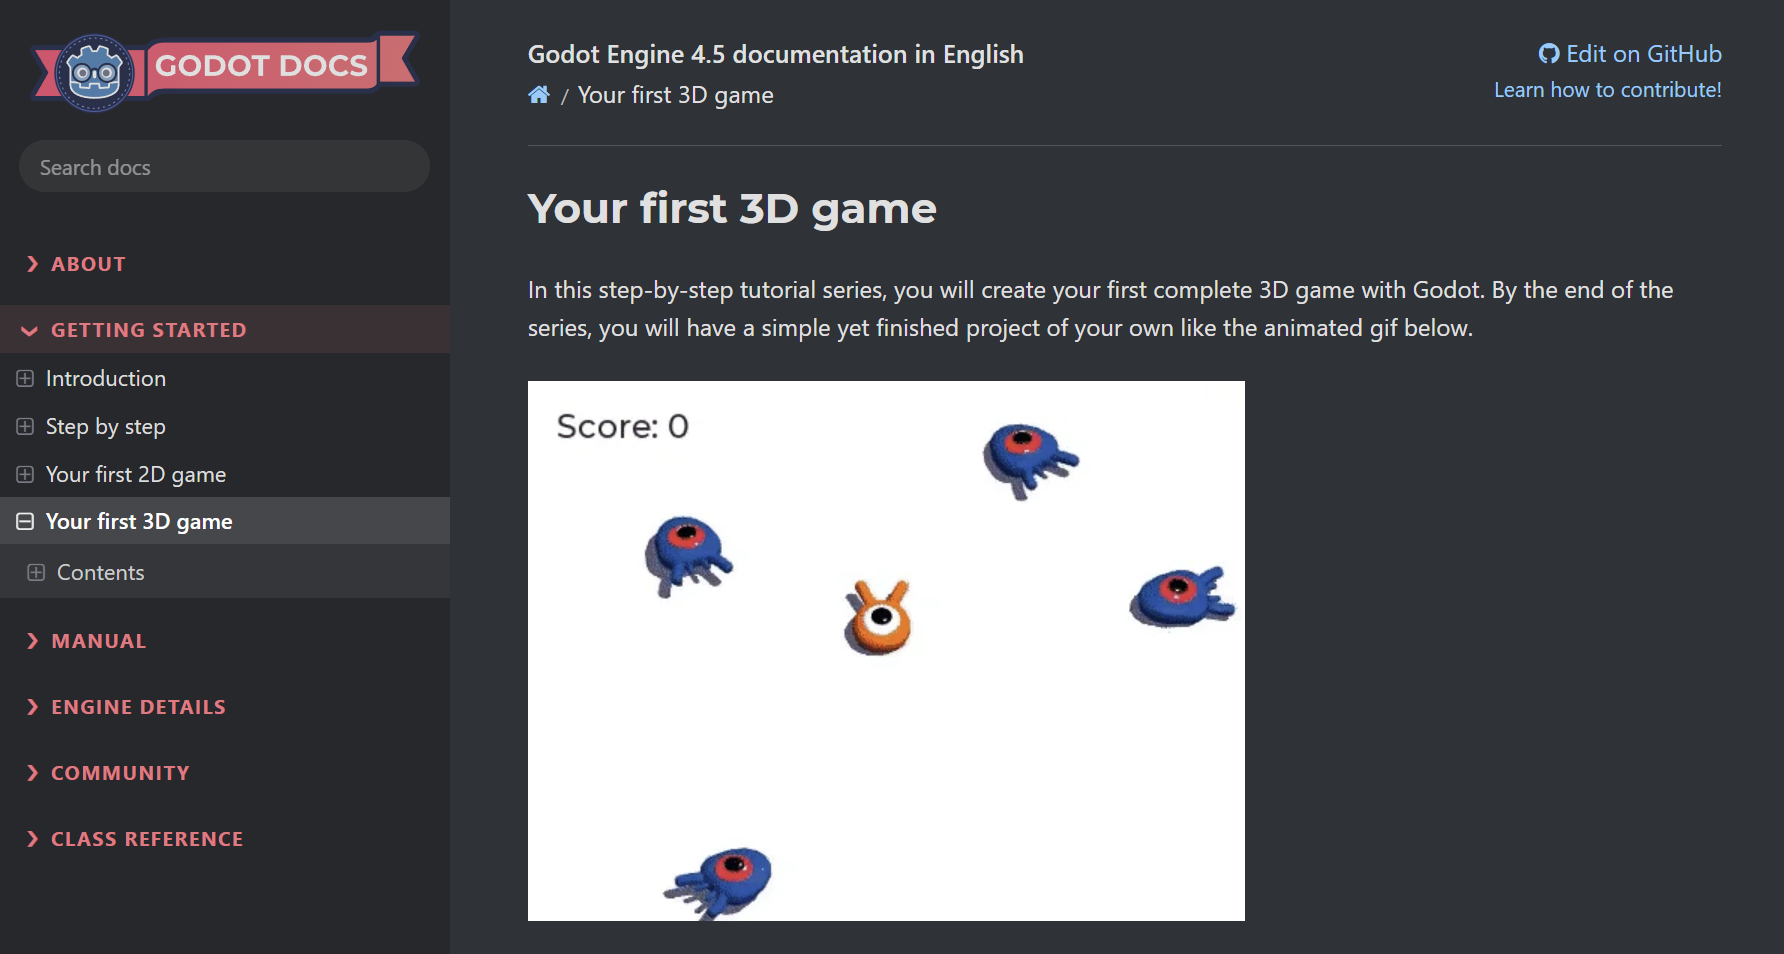 GODOT DOCS
Search docs
ABOUT
GETTING STARTED
Introduction
Step by step
Your first 2D game
Your first 3D game
Contents
MANUAL
ENGINE DETAILS
COMMUNITY
CLASS REFERENCE
Godot Engine 4.5 documentation in English
Edit on GitHub
/ Your first 3D game
Learn how to contribute!
Your first 3D game
In this step-by-step tutorial series, you will create your first complete 3D game with Godot. By the end of the
series, you will have a simple yet finished project of your own like the animated gif below.
Score: 0